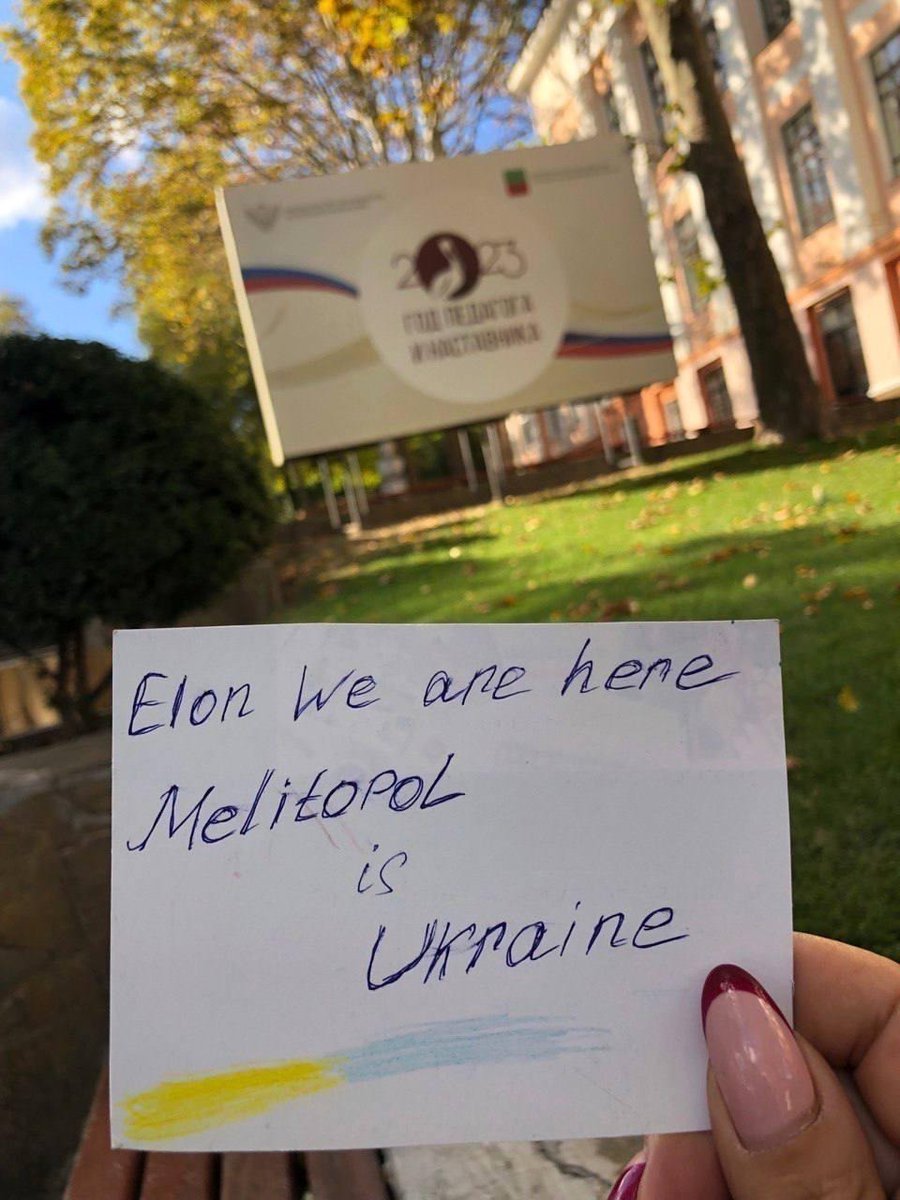 2023
ГОД ПЕДАГОГА
И НАСТАВНИКА
Elon We are here
Melitopol
is
Ukraine